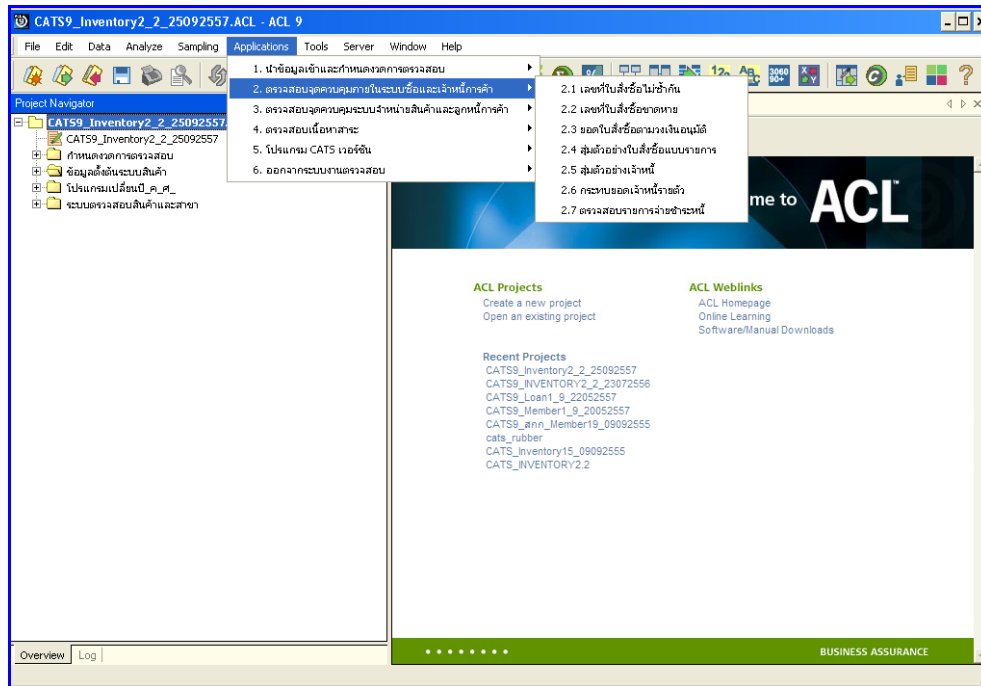 CATS9_Inventory2_2_25092557.ACL - ACL 9
File Edit Data Analyze Sampling Applications Tools Server Window Help
1. นำข้อมูลเข้าและกำหนดงวดการตรวจสอบ
2. ตรวจสอบจุดควบคุมภายในระบบซื้อและเจ้าหนี้การค้า
3. ตรวจสอบจุดควบคุมระบบจำหน่ายสินค้าและลูกหนี้การค้า
4. ตรวจสอบเนื้อหาสาระ
5. โปรแกรม CATS เวอร์ชัน
6. ออกจากระบบงานตรวจสอบ
2.1 เลขที่ใบสั่งซื้อไม่ซ้ำกัน
2.2 เลขที่ใบสั่งซื้อขาดหาย
2.3 ยอดใบสั่งซื้อตามวงเงินอนุมัติ
2.4 สุ่มตัวอย่างใบสั่งซื้อแบบรายการ
2.5 สุ่มตัวอย่างเจ้าหนี้
2.6 กระทบยอดเจ้าหนี้รายตัว
2.7 ตรวจสอบรายการจ่ายชำระหนี้
Project Navigator
CATS9_Inventory2_2_25092557.
CATS9_Inventory2_2_25092557
กำหนดงวดการตรวจสอบ
ข้อมูลตั้งต้นระบบสินค้า
โปรแกรมเปลี่ยนปี_ค_ศ_
ระบบตรวจสอบสินค้าและสาขา
me to ACL™
ACL Projects
Create a new project
Open an existing project
ACL Weblinks
ACL Homepage
Online Learning
Software/Manual Downloads
Recent Projects
CATS9_Inventory2_2_25092557
CATS9_INVENTORY2_2_23072556
CATS9_Loan1_9_22052557
CATS9_Member1_9_20052557
CATS9_สกก_Member19_09092555
cats_rubber
CATS_Inventory15_09092555
CATS_INVENTORY2.2
Overview Log
BUSINESS ASSURANCE